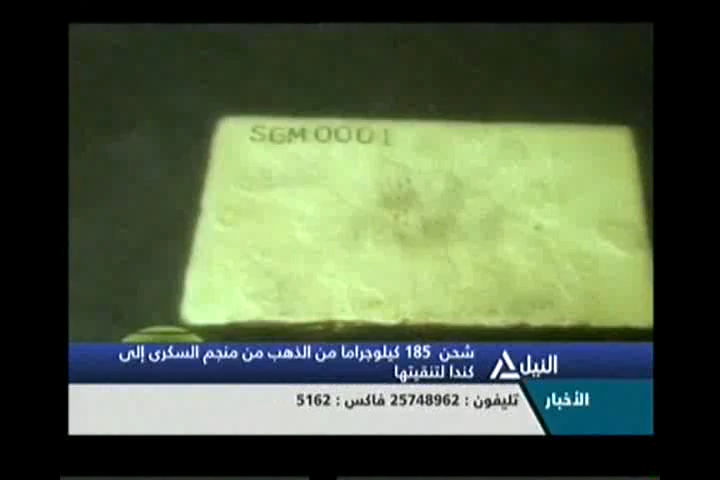 SGM0001
شحن 185 كيلوجراما من الذهب من منجم السكرى إلى
كندا لتنقيتها
النيل
الأخبار
تليفون : 25748962 فاكس : 5162